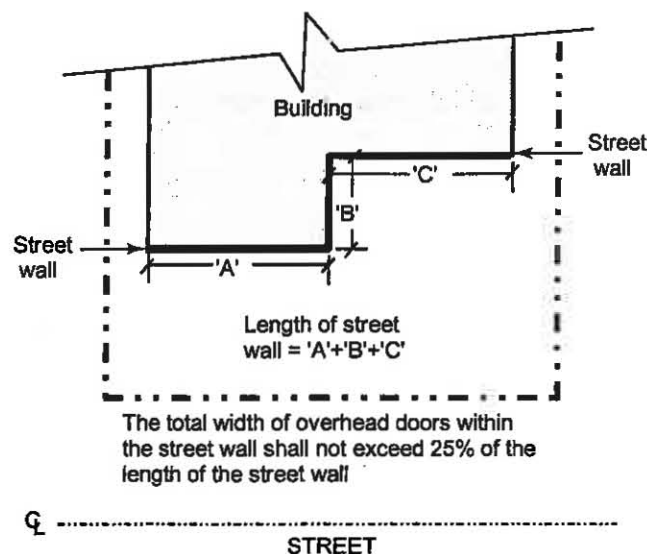 Building
Street
wall
'C'
'B'
Street
wall
'A'
Length of street
wall = 'A'+'B'+'C'
The total width of overhead doors within
the street wall shall not exceed 25% of the
length of the street wall
℄
STREET